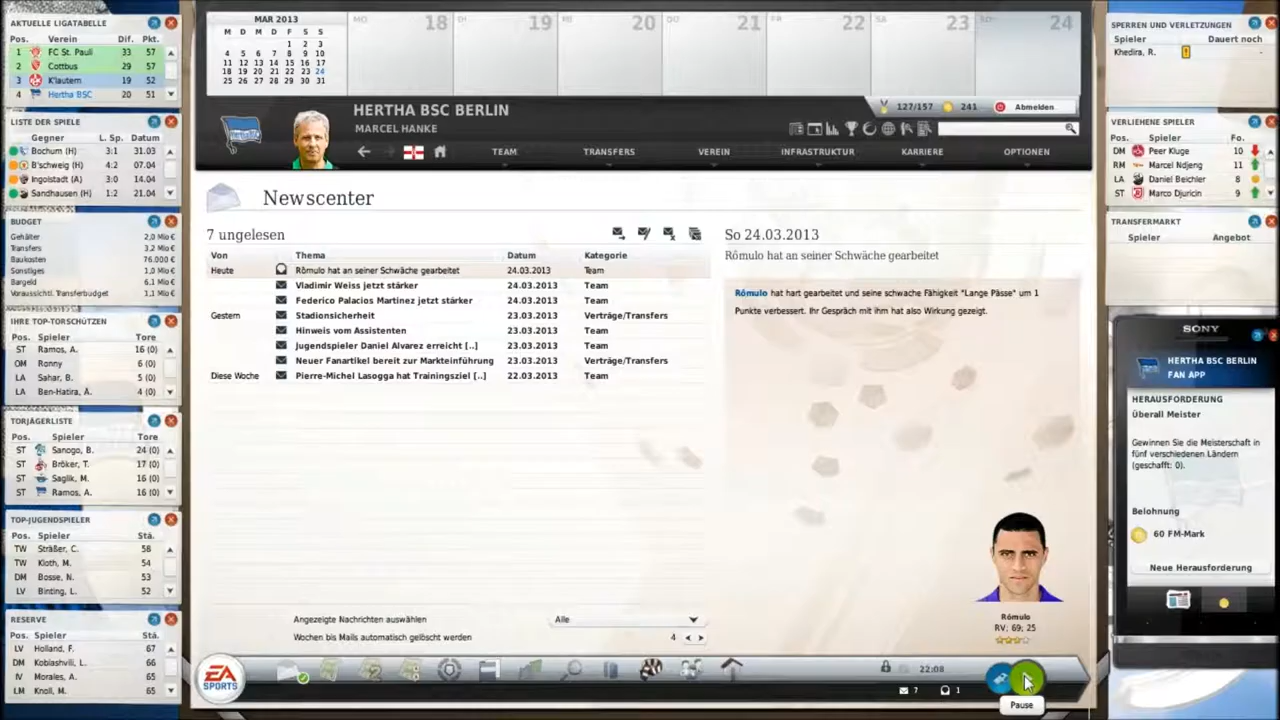 AKTUELLE LIGATABELLE
Pos. Verein Dif. Pkt.
1 FC St. Pauli 33 57
2 Cottbus 29 57
3 K'lautern 19 52
4 Hertha BSC 20 51
LISTE DER SPIELE
Gegner L. Sp. Datum
Bochum (H) 3:1 31.03
B'schweig (H) 4:2 07.04
Ingolstadt (A) 3:0 14.04
Sandhausen (H) 1:2 21.04
BUDGET
Gehälter 2,0 Mio €
Transfers 3,2 Mio €
Baukosten 76.000 €
Sonstiges 1,0 Mio €
Bargeld 6,1 Mio €
Voraussichtl. Transferbudget 1,1 Mio €
IHRE TOP-TORSCHÜTZEN
Pos. Spieler Tore
ST Ramos, A. 16 (0)
OM Ronny 6 (0)
LA Sahar, B. 5 (0)
LA Ben-Hatira, Ä. 4 (0)
TORJÄGERLISTE
Pos. Spieler Tore
ST Sanogo, B. 24 (0)
ST Bröker, T. 17 (0)
ST Saglik, M. 16 (0)
ST Ramos, A. 16 (0)
TOP-JUGENDSPIELER
Pos. Spieler Stä.
TW Sträßer, C. 58
TW Kloth, M. 54
DM Bosse, N. 53
LV Binting, L. 52
RESERVE
Pos. Spieler Stä.
LV Holland, F. 67
DM Kobiashvili, L. 66
IV Morales, A. 65
LM Knoll, M. 65
MAR 2013
M D M D F S S
1 2 3
4 5 6 7 8 9 10
11 12 13 14 15 16 17
18 19 20 21 22 23 24
25 26 27 28 29 30 31
MO 18 DI 19 MI 20 DO 21 FR 22 SA 23 SO 24
HERTHA BSC BERLIN
MARCEL HANKE
127/157 241 Abmelden
TEAM TRANSFERS VEREIN INFRASTRUKTUR KARRIERE OPTIONEN
Newscenter
7 ungelesen
Von Thema Datum Kategorie
Heute Rômulo hat an seiner Schwäche gearbeitet 24.03.2013 Team
Vladimir Weiss jetzt stärker 24.03.2013 Team
Federico Palacios Martinez jetzt stärker 24.03.2013 Team
Gestern Stadionsicherheit 23.03.2013 Verträge/Transfers
Hinweis vom Assistenten 23.03.2013 Team
Jugendspieler Daniel Alvarez erreicht [..] 23.03.2013 Team
Neuer Fanartikel bereit zur Markteinführung 23.03.2013 Verträge/Transfers
Diese Woche Pierre-Michel Lasogga hat Trainingsziel [..] 22.03.2013 Team
So 24.03.2013
Rômulo hat an seiner Schwäche gearbeitet
Rômulo hat hart gearbeitet und seine schwache Fähigkeit "Lange Pässe" um 1
Punkte verbessert. Ihr Gespräch mit ihm hat also Wirkung gezeigt.
Rômulo
RV; 69; 25
Angezeigte Nachrichten auswählen Alle
Wochen bis Mails automatisch gelöscht werden 4
EA SPORTS
22:08
7 1
Pause
SPERREN UND VERLETZUNGEN
Spieler Dauert noch
Khedira, R. -
VERLIEHENE SPIELER
Pos. Spieler Fo.
DM Peer Kluge 10
RM Marcel Ndjeng 11
LA Daniel Beichler 8
ST Marco Djuricin 9
TRANSFERMARKT
Spieler Angebot
SONY
HERTHA BSC BERLIN
FAN APP
HERAUSFORDERUNG
Überall Meister
Gewinnen Sie die Meisterschaft in
fünf verschiedenen Ländern
(geschafft: 0).
Belohnung
60 FM-Mark
Neue Herausforderung